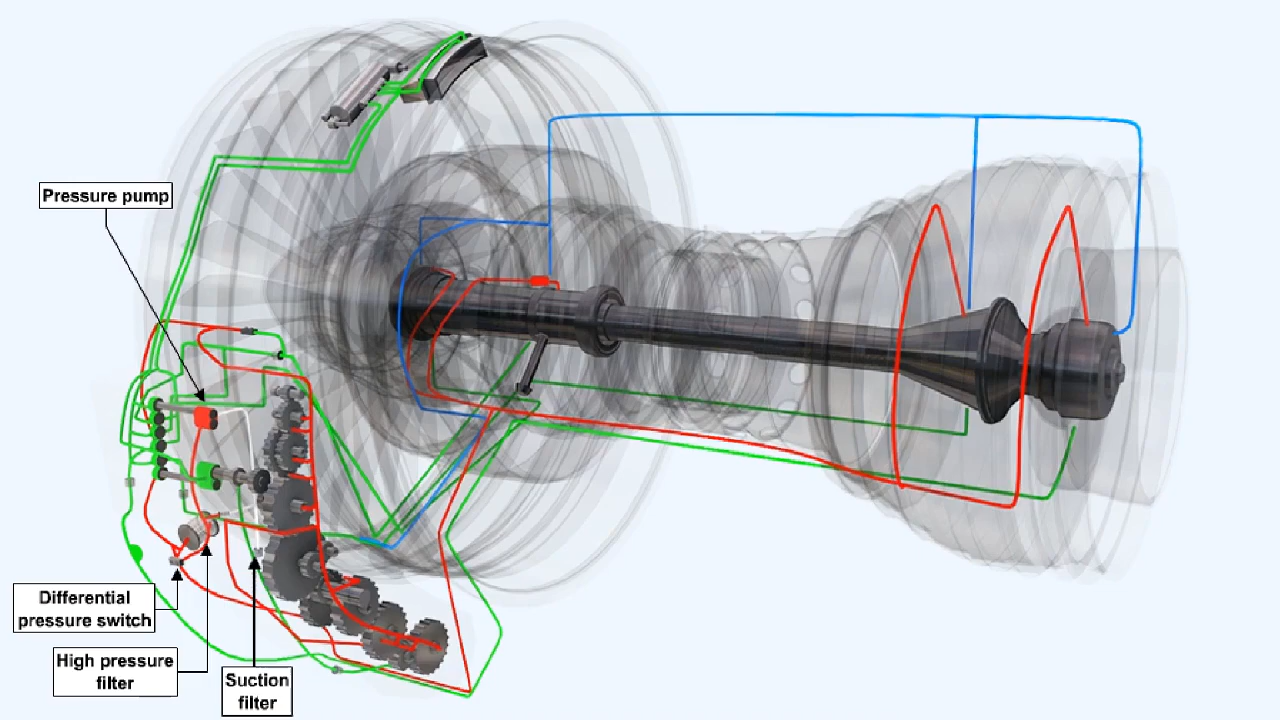 Pressure pump
Differential
pressure switch
High pressure
filter
Suction
filter